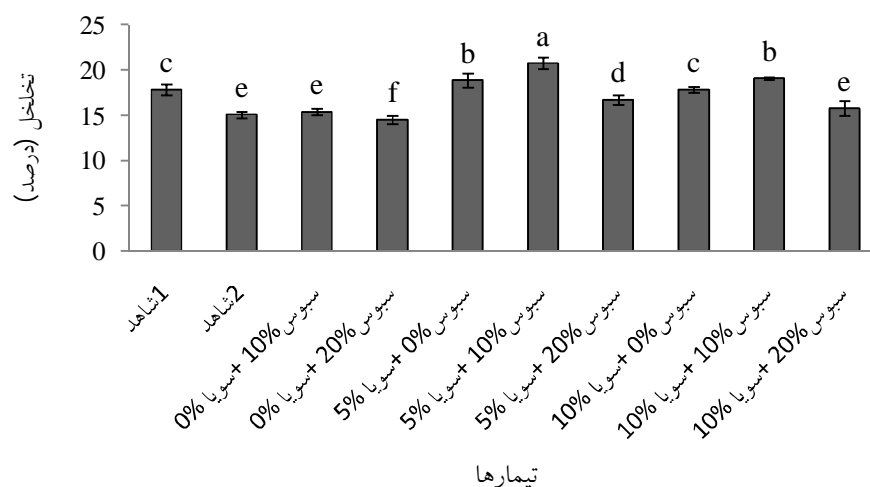 25
20
15
10
5
0
تخلخل (درصد)
c
e
e
f
b
a
d
c
b
e
شاهد1
شاهد2
سبوس 10%+ سویا 0%
سبوس 20%+ سویا 0%
سبوس 0%+ سویا 5%
سبوس 10%+ سویا 5%
سبوس 20%+ سویا 5%
سبوس 0%+ سویا 10%
سبوس 10%+ سویا 10%
سبوس 20%+ سویا 10%
تیمارها